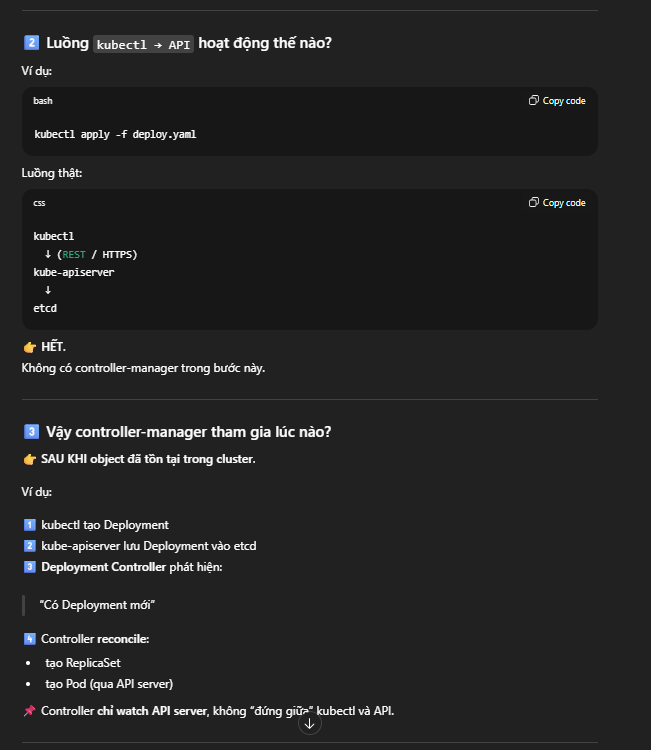 2 Luồng kubectl → API hoạt động thế nào?
Ví dụ:
bash
Copy code
kubectl apply -f deploy.yaml
Luồng thật:
css
Copy code
kubectl
↓ (REST / HTTPS)
kube-apiserver
↓
etcd
👉 HẾT.
Không có controller-manager trong bước này.
3 Vậy controller-manager tham gia lúc nào?
👉 SAU KHI object đã tồn tại trong cluster.
Ví dụ:
1 kubectl tạo Deployment
2 kube-apiserver lưu Deployment vào etcd
3 Deployment Controller phát hiện:
“Có Deployment mới”
4 Controller reconcile:
• tạo ReplicaSet
• tạo Pod (qua API server)
📌 Controller chỉ watch API server, không “đứng giữa” kubectl và API.